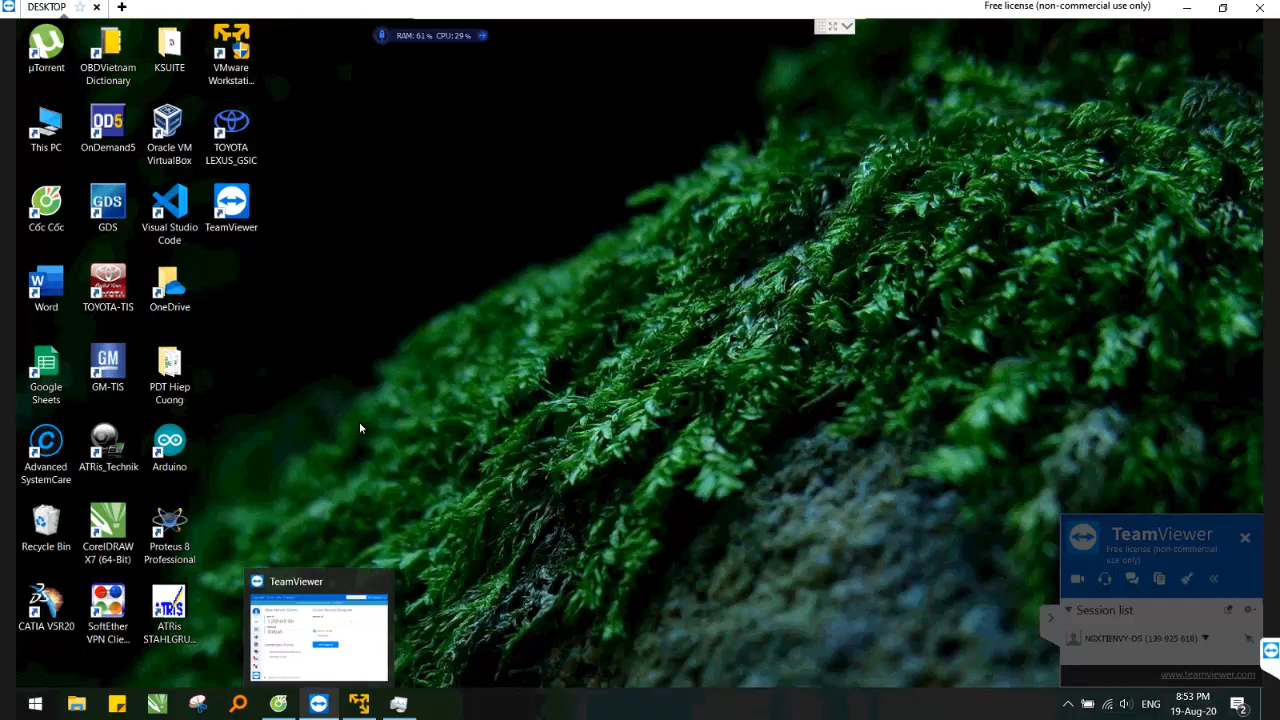 DESKTOP
Free license (non-commercial use only)
RAM: 61 % CPU: 29 %
µTorrent
OBDVietnam
Dictionary
KSUITE
VMware
Workstati...
This PC
OnDemand5
Oracle VM
VirtualBox
TOYOTA
LEXUS_GSIC
Cốc Cốc
GDS
Visual Studio
Code
TeamViewer
Word
TOYOTA-TIS
OneDrive
Google
Sheets
GM-TIS
PDT Hiep
Cuong
Advanced
SystemCare
ATRis_Technik
Arduino
Recycle Bin
CorelDRAW
X7 (64-Bit)
Proteus 8
Professional
CATIA V5R20
SoftEther
VPN Clie...
ATRis
STAHLGRU...
TeamViewer
TeamViewer
Free license (non-commercial
use only)
Session list
www.teamviewer.com
ENG
8:53 PM
19-Aug-20
2